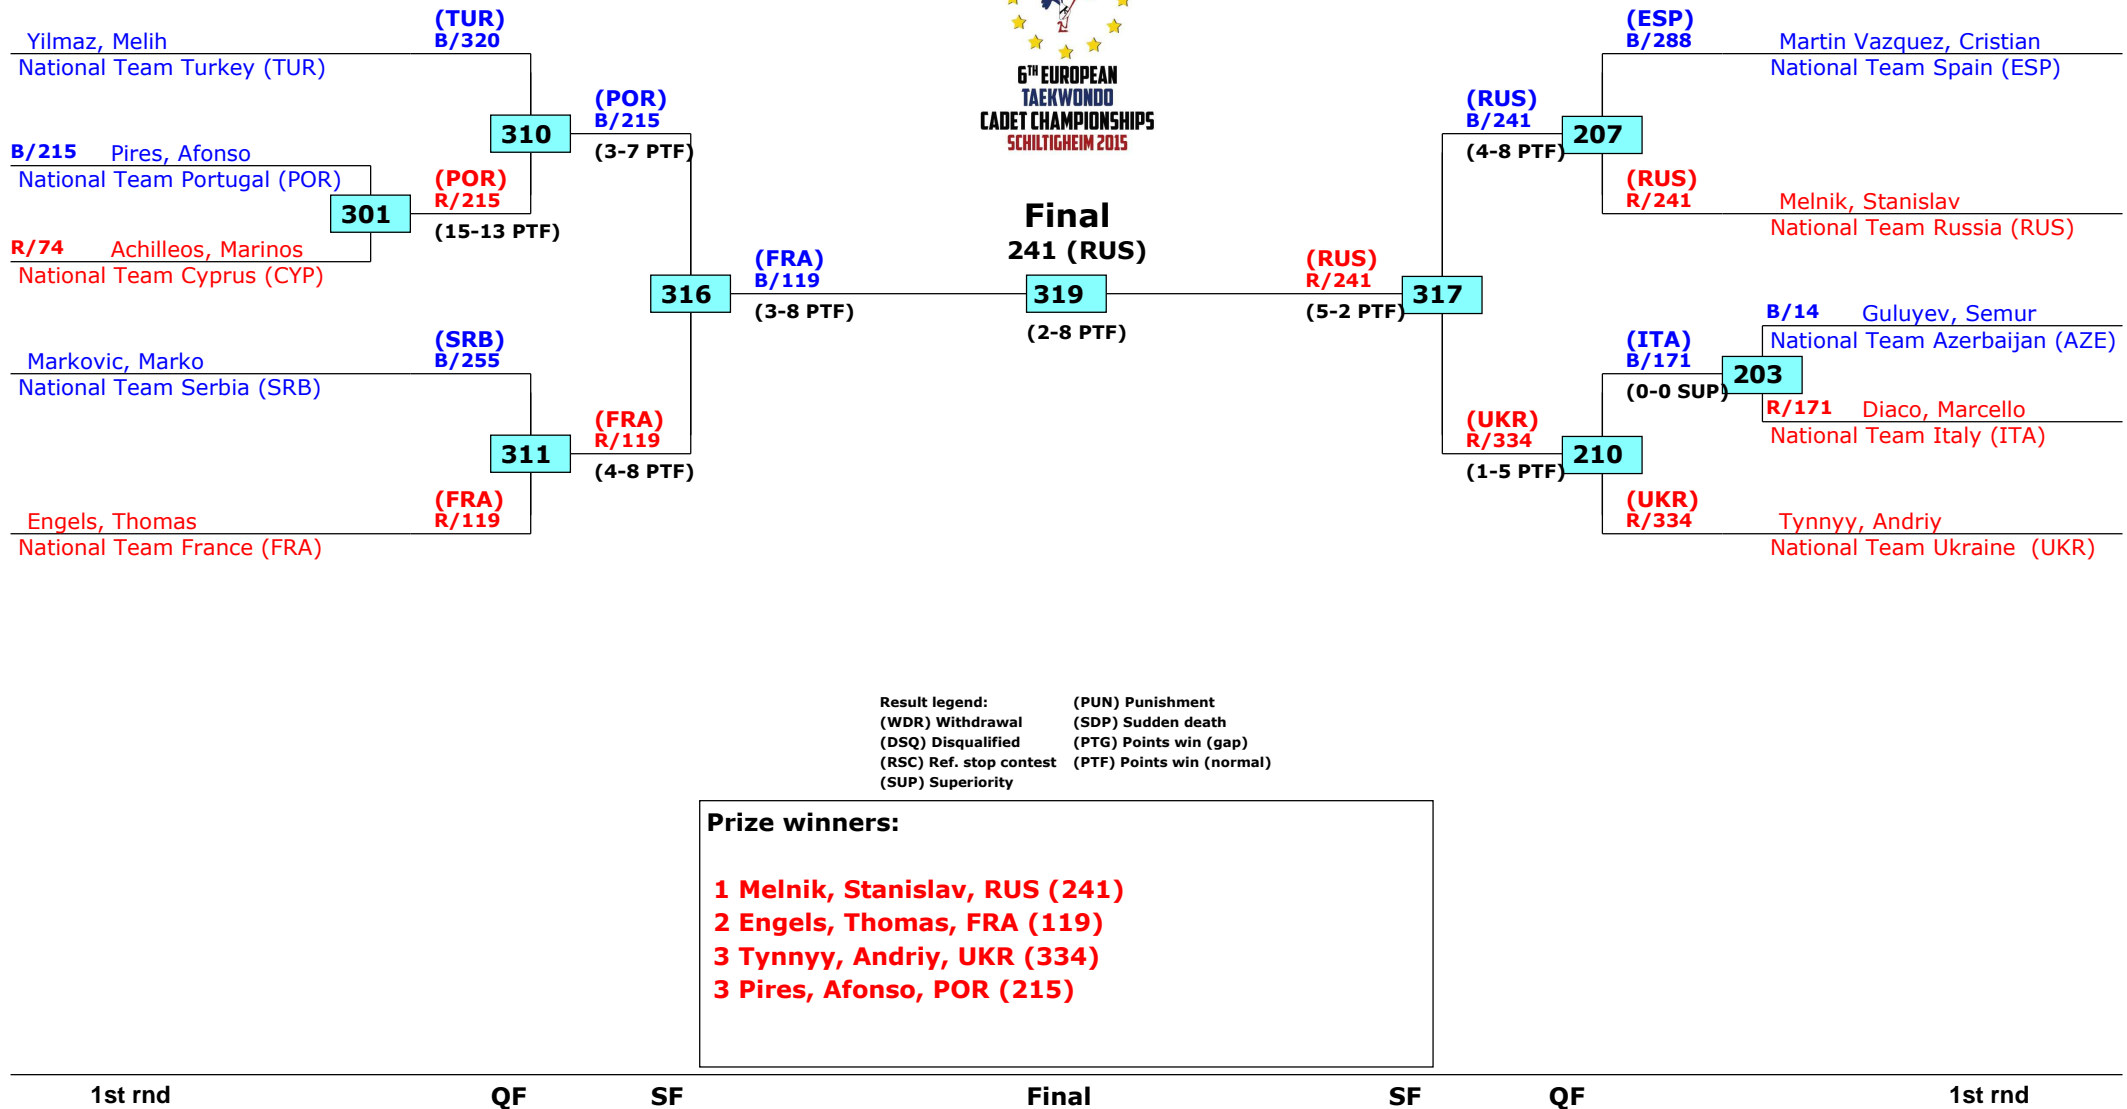 (TUR)
B/320
Yilmaz, Melih
National Team Turkey (TUR)
B/215 Pires, Afonso
National Team Portugal (POR)
301
R/74 Achilleos, Marinos
National Team Cyprus (CYP)
(POR)
R/215
(15-13 PTF)
310
(POR)
B/215
(3-7 PTF)
(SRB)
B/255
Markovic, Marko
National Team Serbia (SRB)
311
(FRA)
R/119
(4-8 PTF)
(FRA)
R/119
Engels, Thomas
National Team France (FRA)
316
(FRA)
B/119
(3-8 PTF)
6TH EUROPEAN
TAEKWONDO
CADET CHAMPIONSHIPS
SCHILTIGHEIM 2015
Final
241 (RUS)
319
(2-8 PTF)
(RUS)
R/241
(5-2 PTF)
317
(RUS)
B/241
(4-8 PTF)
207
(ESP)
B/288
Martin Vazquez, Cristian
National Team Spain (ESP)
(RUS)
R/241
Melnik, Stanislav
National Team Russia (RUS)
(UKR)
R/334
(1-5 PTF)
210
(ITA)
B/171
(0-0 SUP)
203
B/14 Guluyev, Semur
National Team Azerbaijan (AZE)
R/171 Diaco, Marcello
National Team Italy (ITA)
(UKR)
R/334
Tynnyy, Andriy
National Team Ukraine (UKR)
Result legend: (PUN) Punishment
(WDR) Withdrawal (SDP) Sudden death
(DSQ) Disqualified (PTG) Points win (gap)
(RSC) Ref. stop contest (PTF) Points win (normal)
(SUP) Superiority
Prize winners:
1 Melnik, Stanislav, RUS (241)
2 Engels, Thomas, FRA (119)
3 Tynnyy, Andriy, UKR (334)
3 Pires, Afonso, POR (215)
1st rnd QF SF Final SF QF 1st rnd